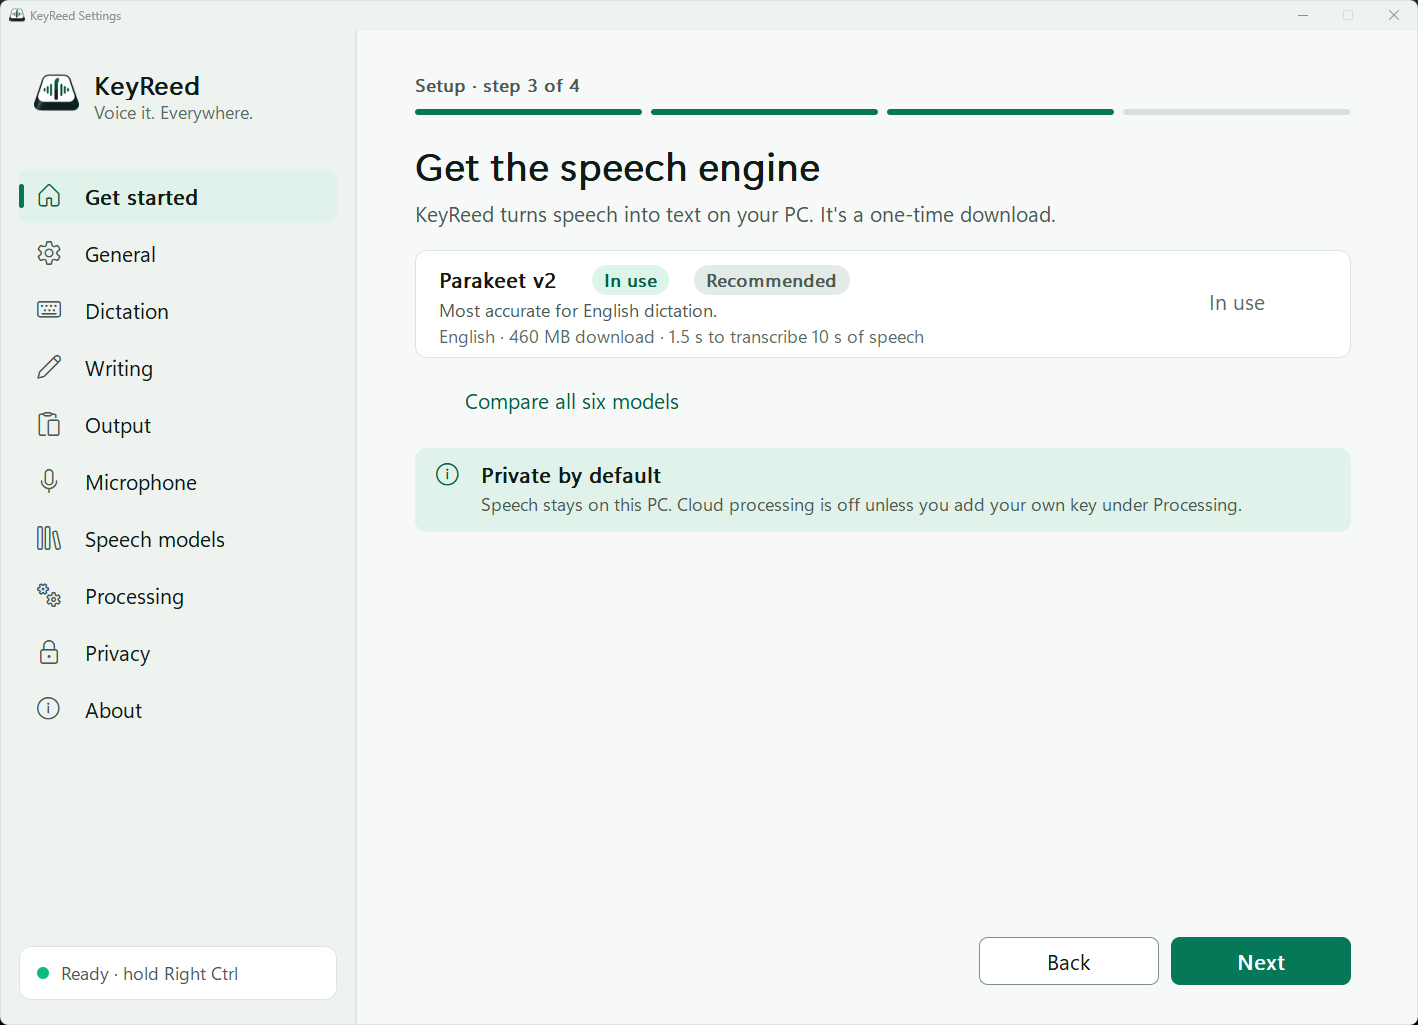 KeyReed Settings
KeyReed
Voice it. Everywhere.
Get started
General
Dictation
Writing
Output
Microphone
Speech models
Processing
Privacy
About
Ready · hold Right Ctrl
Setup · step 3 of 4
Get the speech engine
KeyReed turns speech into text on your PC. It's a one-time download.
Parakeet v2 In use Recommended
Most accurate for English dictation.
English · 460 MB download · 1.5 s to transcribe 10 s of speech
In use
Compare all six models
Private by default
Speech stays on this PC. Cloud processing is off unless you add your own key under Processing.
Back Next